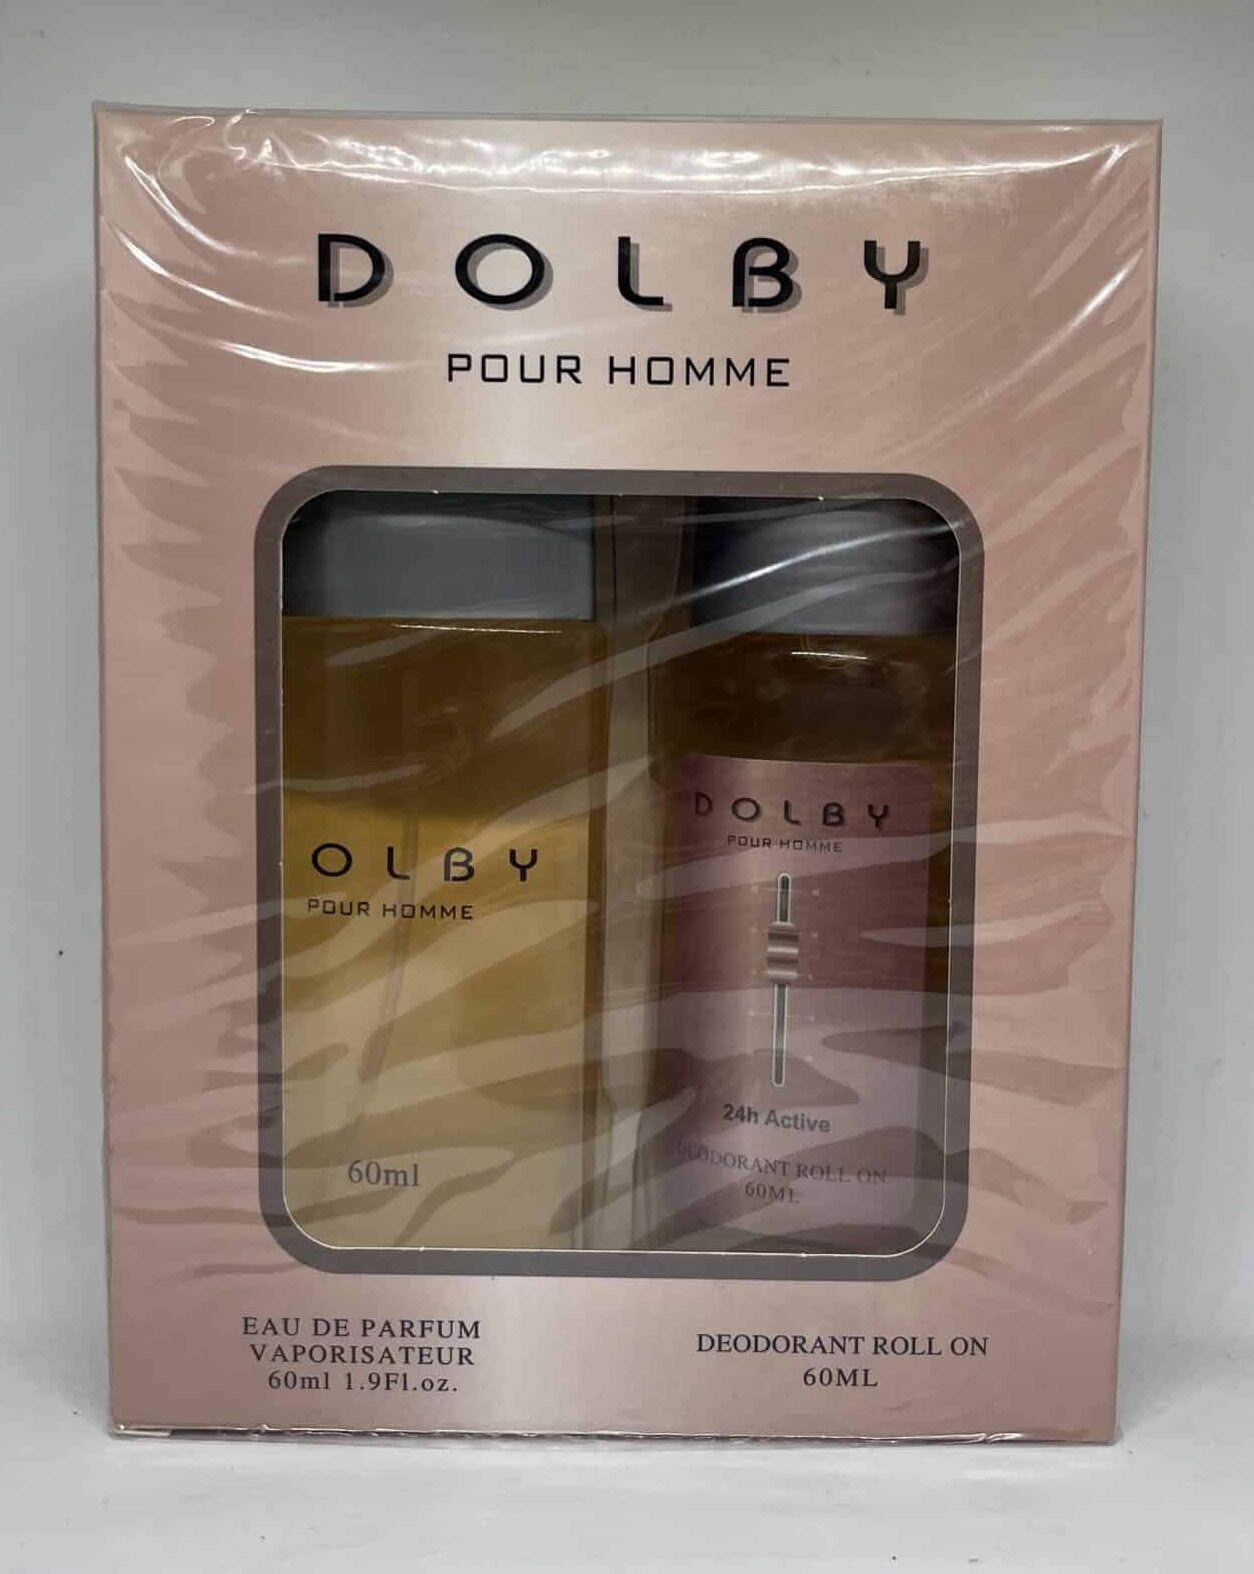 DOLBY
POUR HOMME
OLBY
POUR HOMME
60ml
DOLBY
POUR HOMME
24h Active
DEODORANT ROLL ON
60ML
EAU DE PARFUM
VAPORISATEUR
60ml 1.9Fl.oz.
DEODORANT ROLL ON
60ML